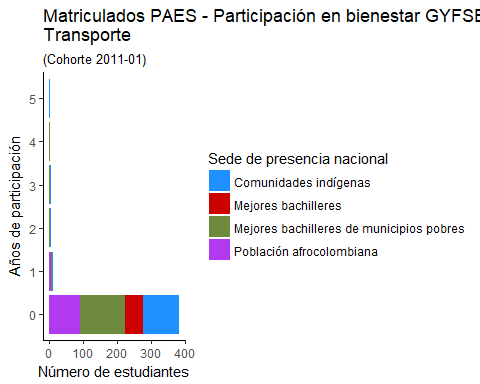 Matriculados PAES - Participación en bienestar GYFSE
Transporte
(Cohorte 2011-01)
Años de participación
5
4
3
2
1
0
0 100 200 300 400
Número de estudiantes
Sede de presencia nacional
Comunidades indígenas
Mejores bachilleres
Mejores bachilleres de municipios pobres
Población afrocolombiana